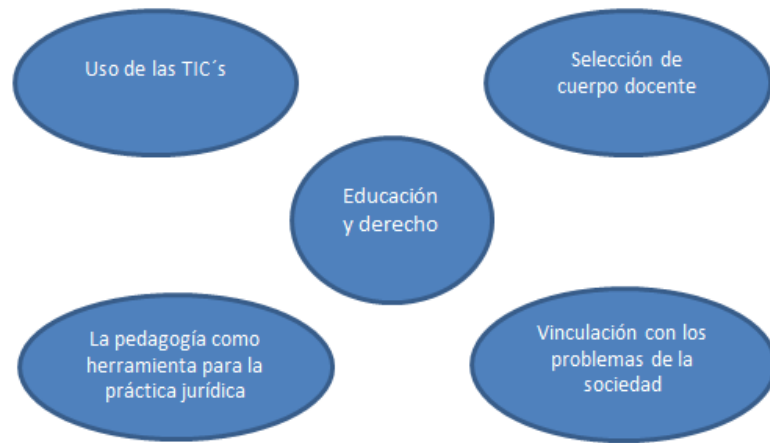 Uso de las TIC´s
Selección de
cuerpo docente
Educación
y derecho
La pedagogía como
herramienta para la
práctica jurídica
Vinculación con los
problemas de la
sociedad